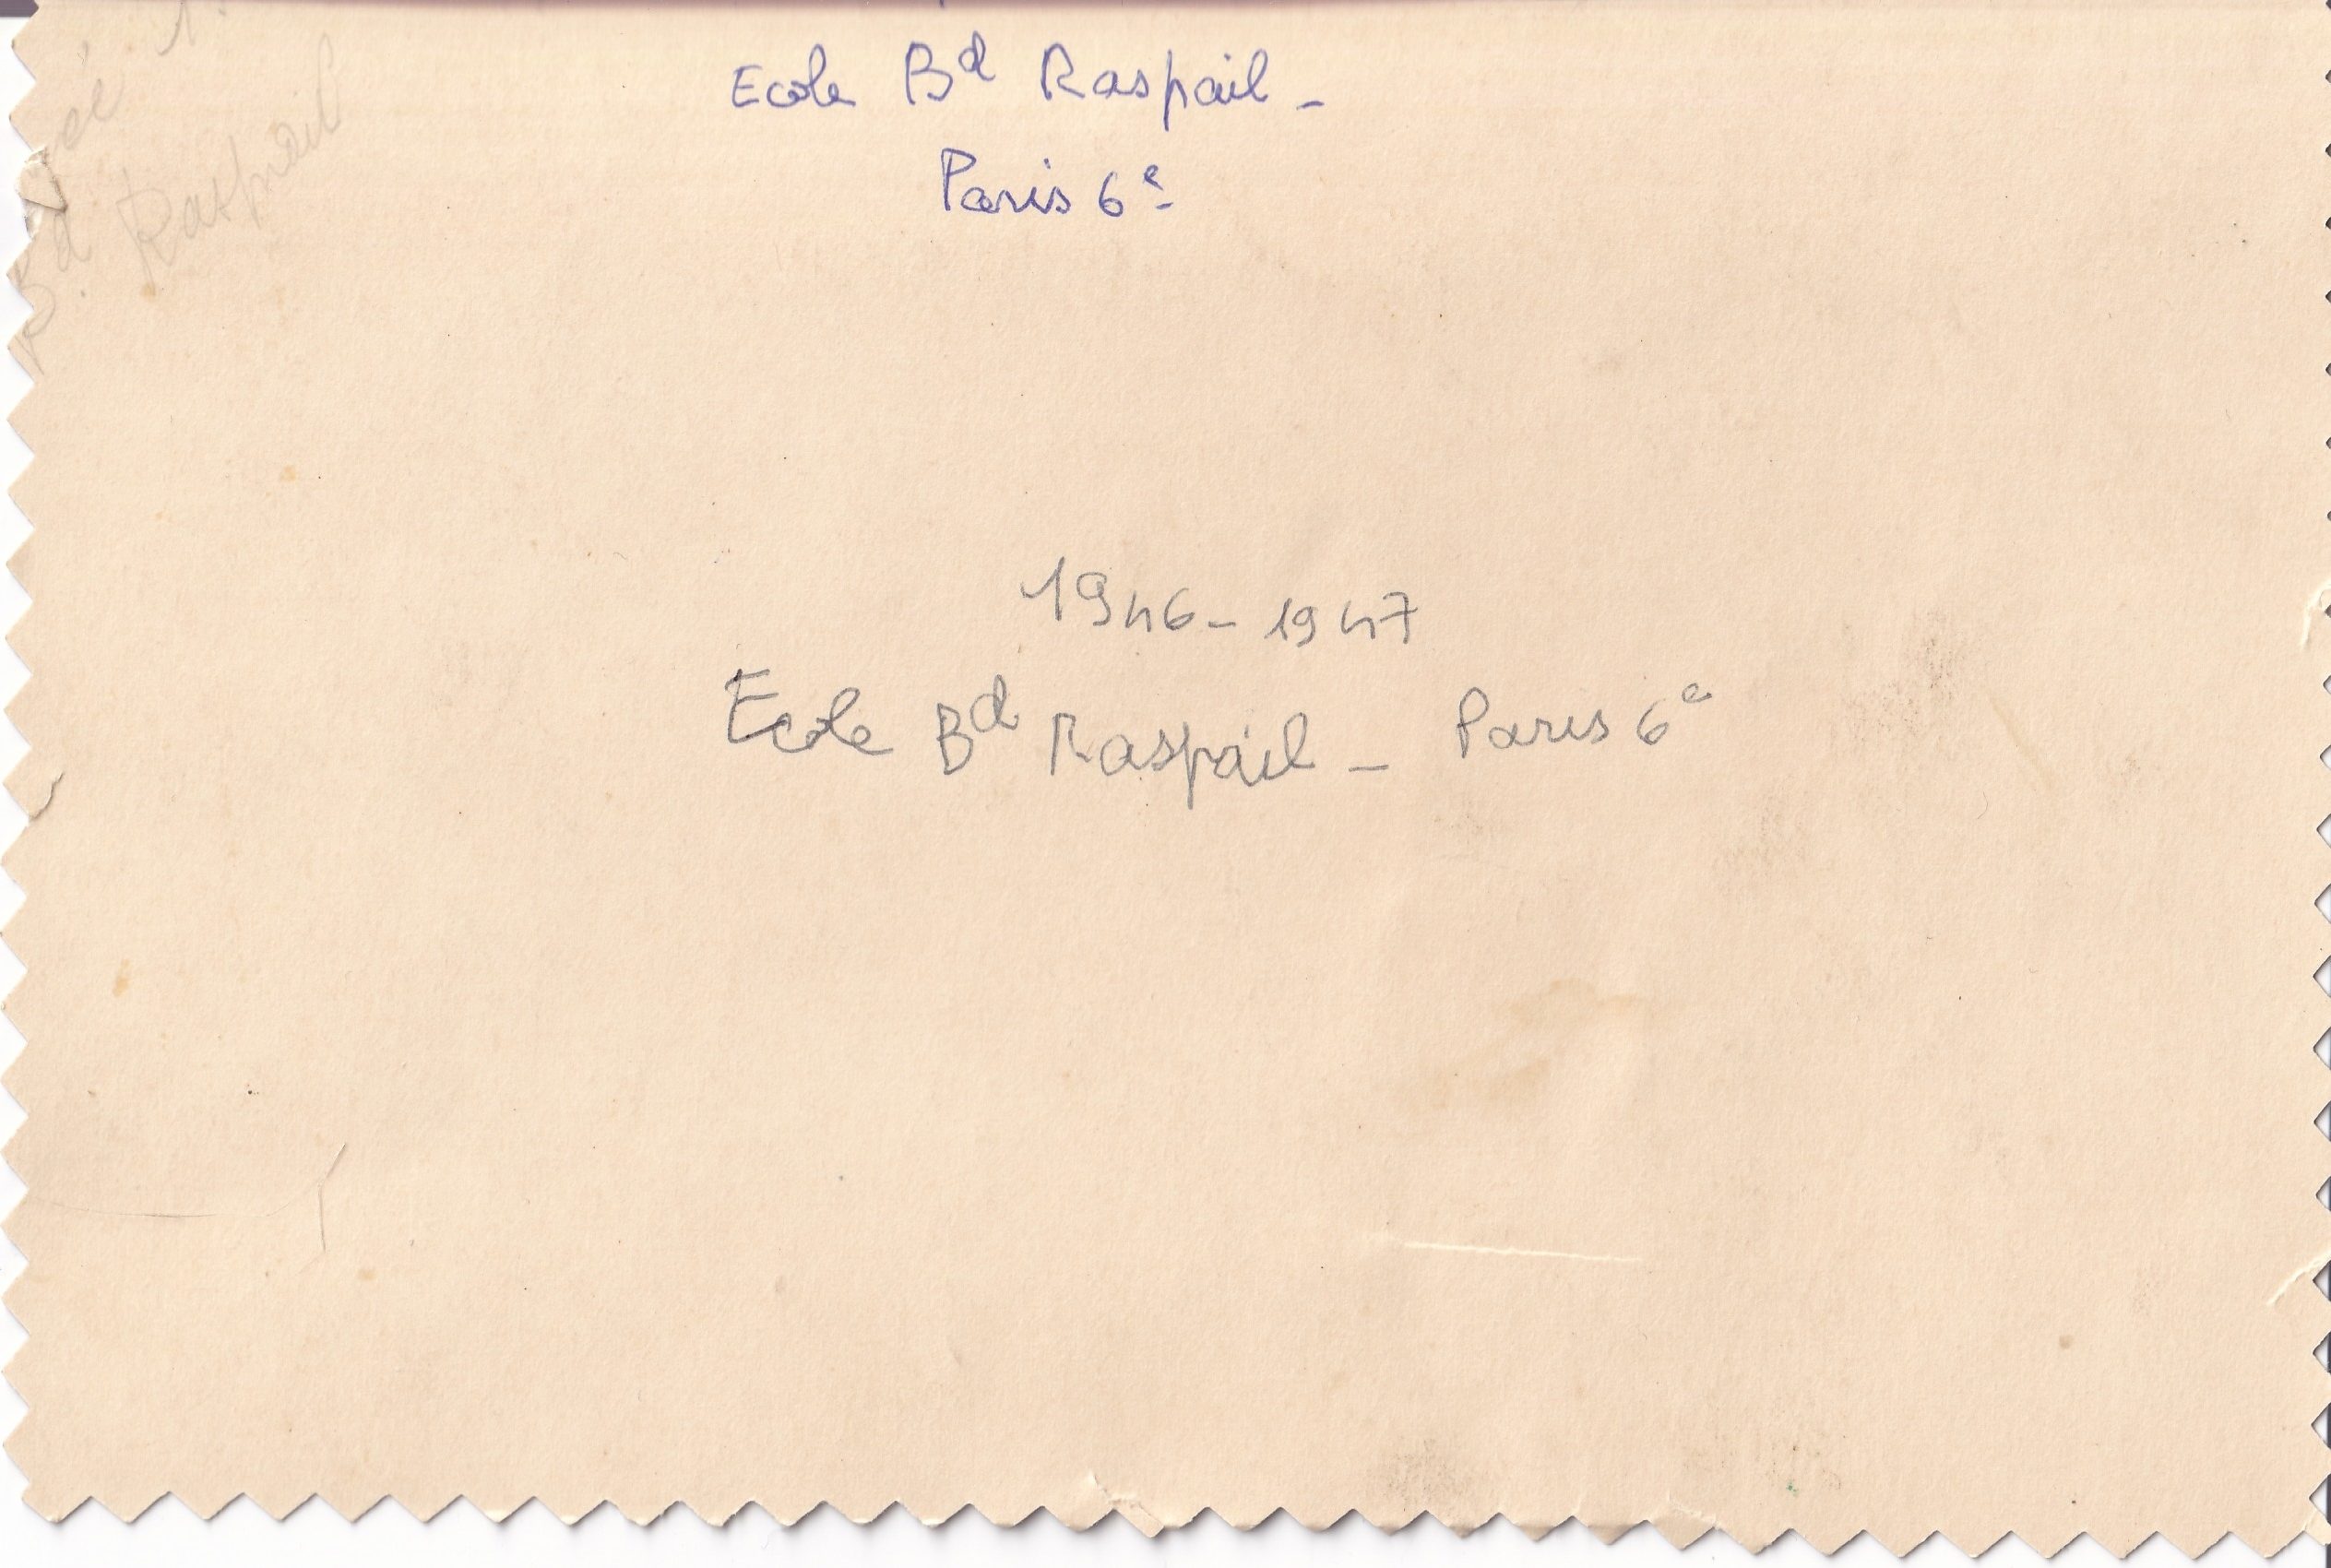 Ecole Bd Raspail -
Paris 6e
Bd Raspail
1946 - 1947
Ecole Bd Raspail - Paris 6e